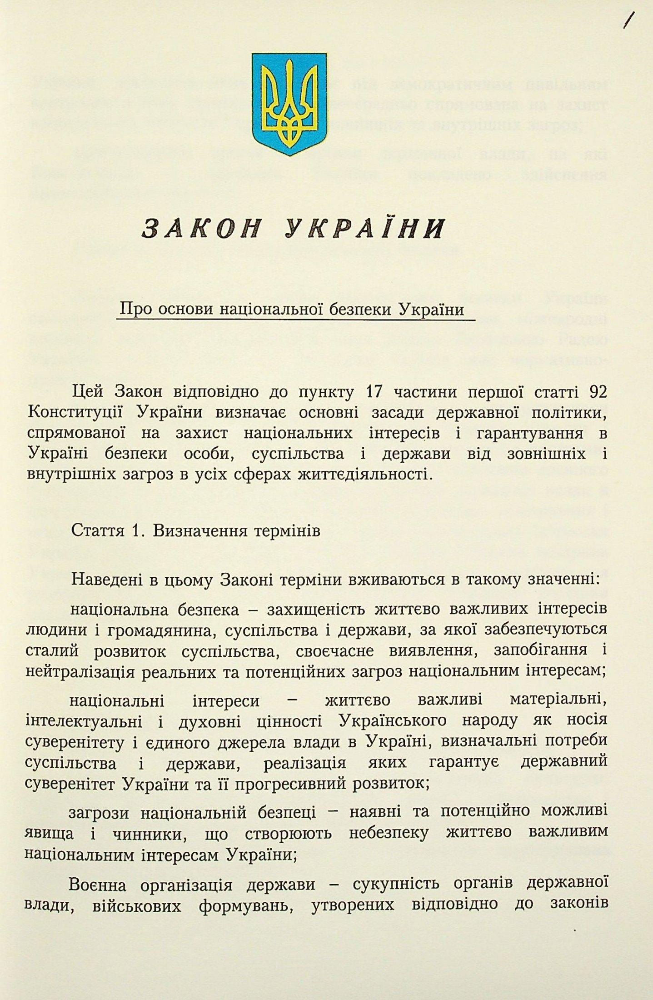 1
ЗАКОН УКРАЇНИ
Про основи національної безпеки України
Цей Закон відповідно до пункту 17 частини першої статті 92
Конституції України визначає основні засади державної політики,
спрямованої на захист національних інтересів і гарантування в
Україні безпеки особи, суспільства і держави від зовнішніх і
внутрішніх загроз в усіх сферах життєдіяльності.
Стаття 1. Визначення термінів
Наведені в цьому Законі терміни вживаються в такому значенні:
національна безпека – захищеність життєво важливих інтересів
людини і громадянина, суспільства і держави, за якої забезпечуються
сталий розвиток суспільства, своєчасне виявлення, запобігання і
нейтралізація реальних та потенційних загроз національним інтересам;
національні інтереси – життєво важливі матеріальні,
інтелектуальні і духовні цінності Українського народу як носія
суверенітету і єдиного джерела влади в Україні, визначальні потреби
суспільства і держави, реалізація яких гарантує державний
суверенітет України та її прогресивний розвиток;
загрози національній безпеці – наявні та потенційно можливі
явища і чинники, що створюють небезпеку життєво важливим
національним інтересам України;
Воєнна організація держави – сукупність органів державної
влади, військових формувань, утворених відповідно до законів